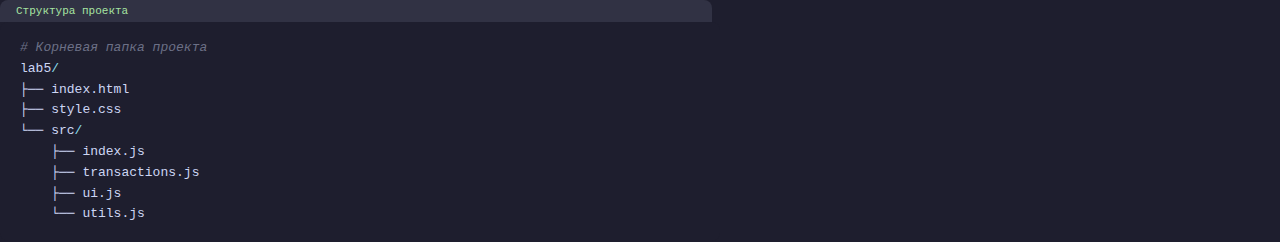 Структура проекта
# Корневая папка проекта
lab5/
├── index.html
├── style.css
└── src/
    ├── index.js
    ├── transactions.js
    ├── ui.js
    └── utils.js